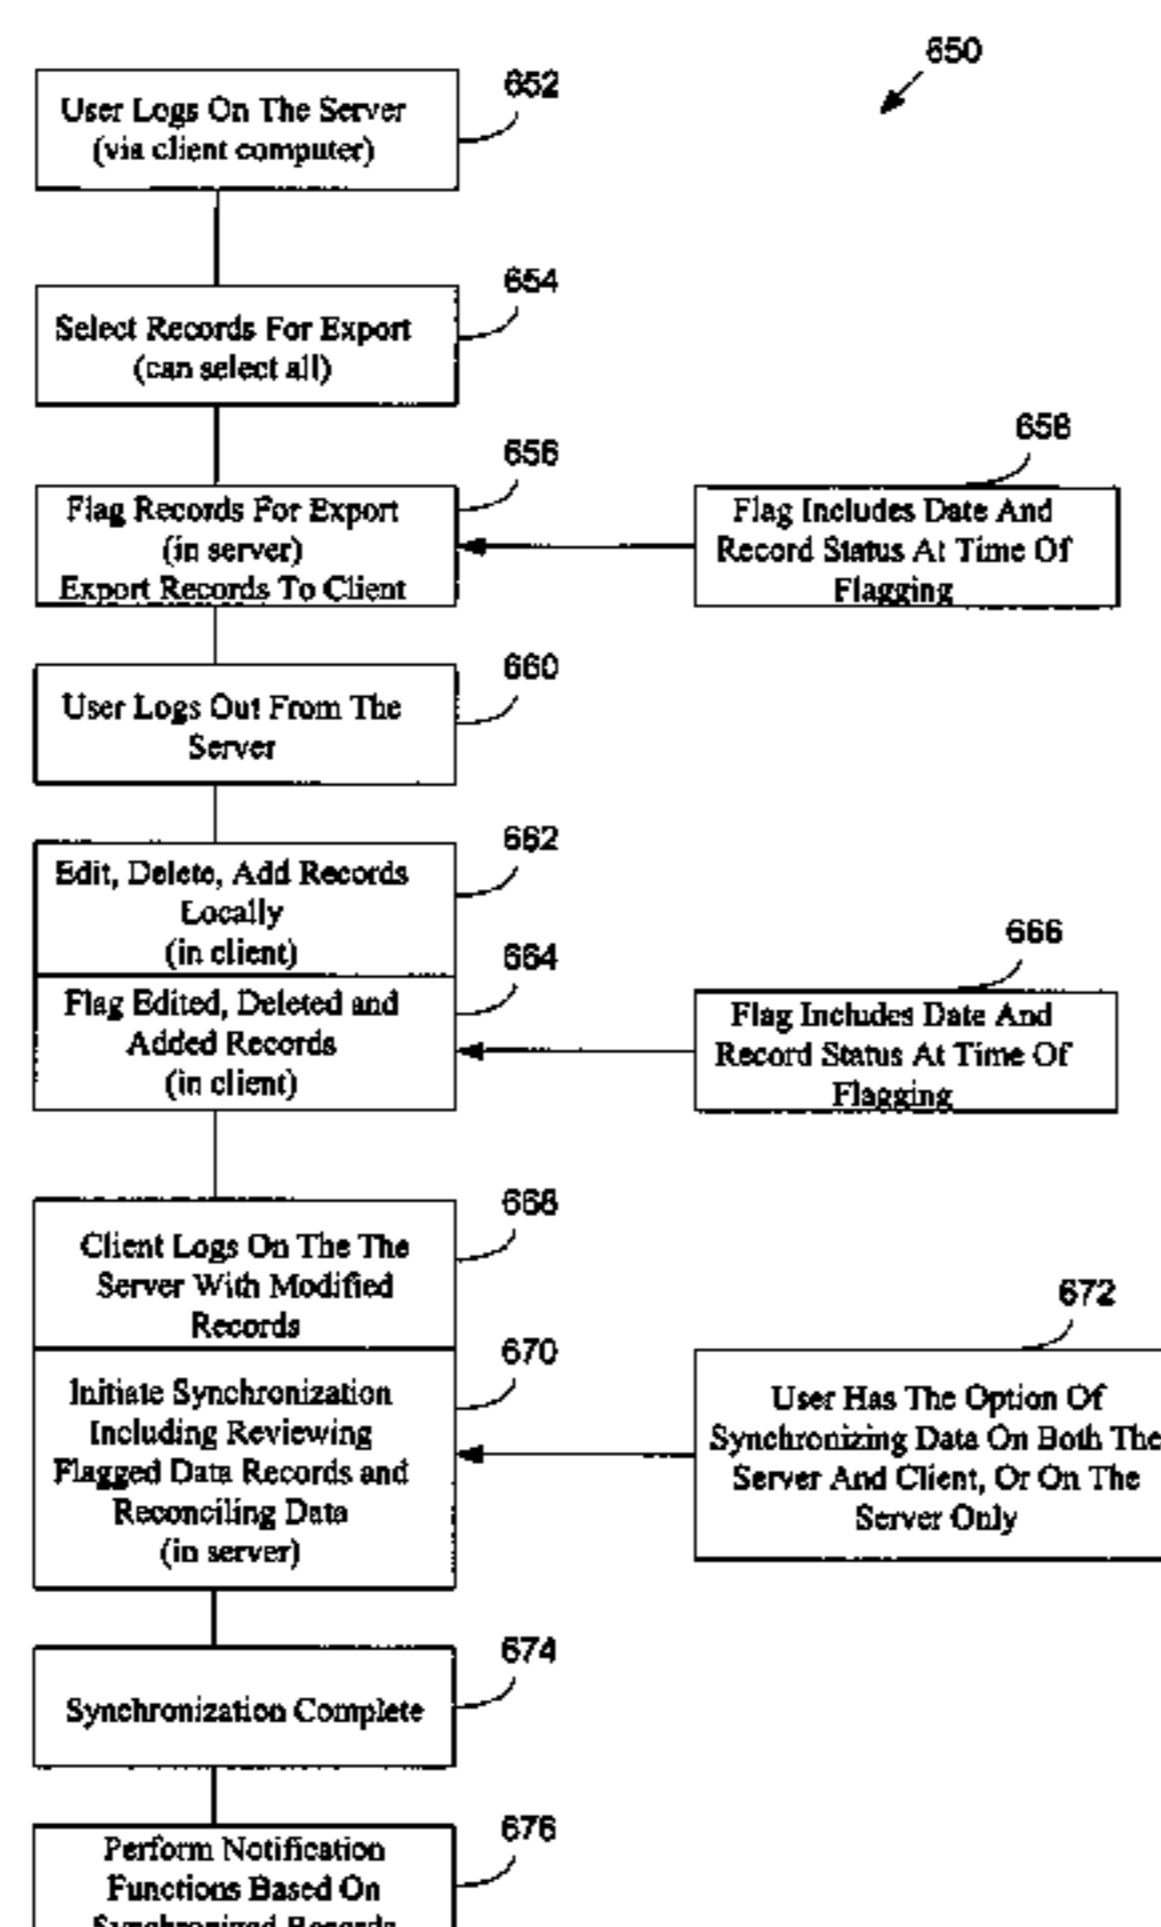 650
652
User Logs On The Server
(via client computer)
654
Select Records For Export
(can select all)
656
Flag Records For Export
(in server)
Export Records To Client
658
Flag Includes Date And
Record Status At Time Of
Flagging
660
User Logs Out From The
Server
662
Edit, Delete, Add Records
Locally
(in client)
664
Flag Edited, Deleted and
Added Records
(in client)
666
Flag Includes Date And
Record Status At Time Of
Flagging
668
Client Logs On The The
Server With Modified
Records
670
Initiate Synchronization
Including Reviewing
Flagged Data Records and
Reconciling Data
(in server)
672
User Has The Option Of
Synchronizing Data On Both The
Server And Client, Or On The
Server Only
674
Synchronization Complete
676
Perform Notification
Functions Based On
Synchronized Records